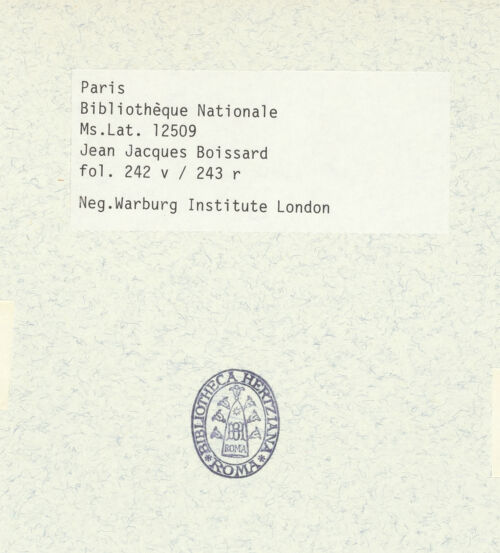 Paris
Bibliothèque Nationale
Ms.Lat. 12509
Jean Jacques Boissard
fol. 242 v / 243 r
Neg.Warburg Institute London
BIBLIOTHECA HERTZIANA
ROMA
* ROMA *